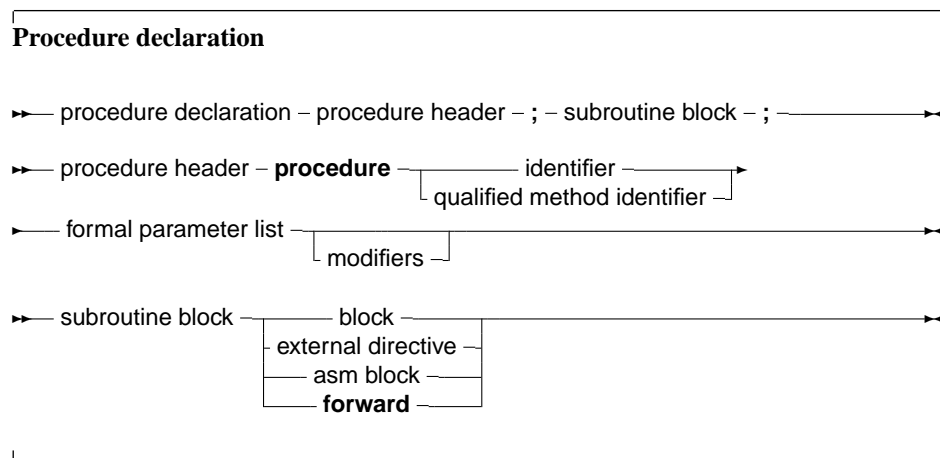 Procedure declaration
procedure declaration procedure header ; subroutine block ;
procedure header procedure identifier
qualified method identifier
formal parameter list
modifiers
subroutine block block
external directive
asm block
forward